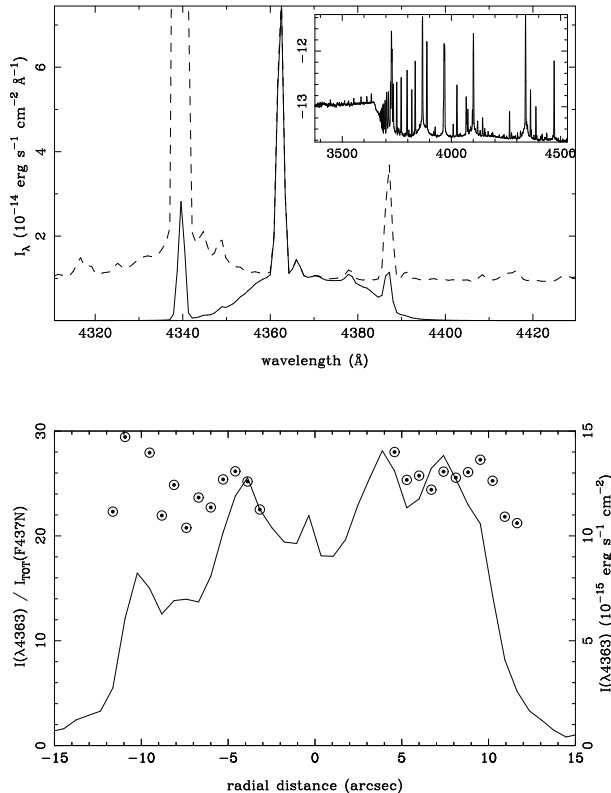 6
4
2
I_λ (10⁻¹⁴ erg s⁻¹ cm⁻² Å⁻¹)
−12
−13
3500 4000 4500
4320 4340 4360 4380 4400 4420
wavelength (Å)
30
20
10
0
I(λ4363) / I_TOT(F437N)
15
10
5
0
I(λ4363) (10⁻¹⁵ erg s⁻¹ cm⁻²)
−15 −10 −5 0 5 10 15
radial distance (arcsec)